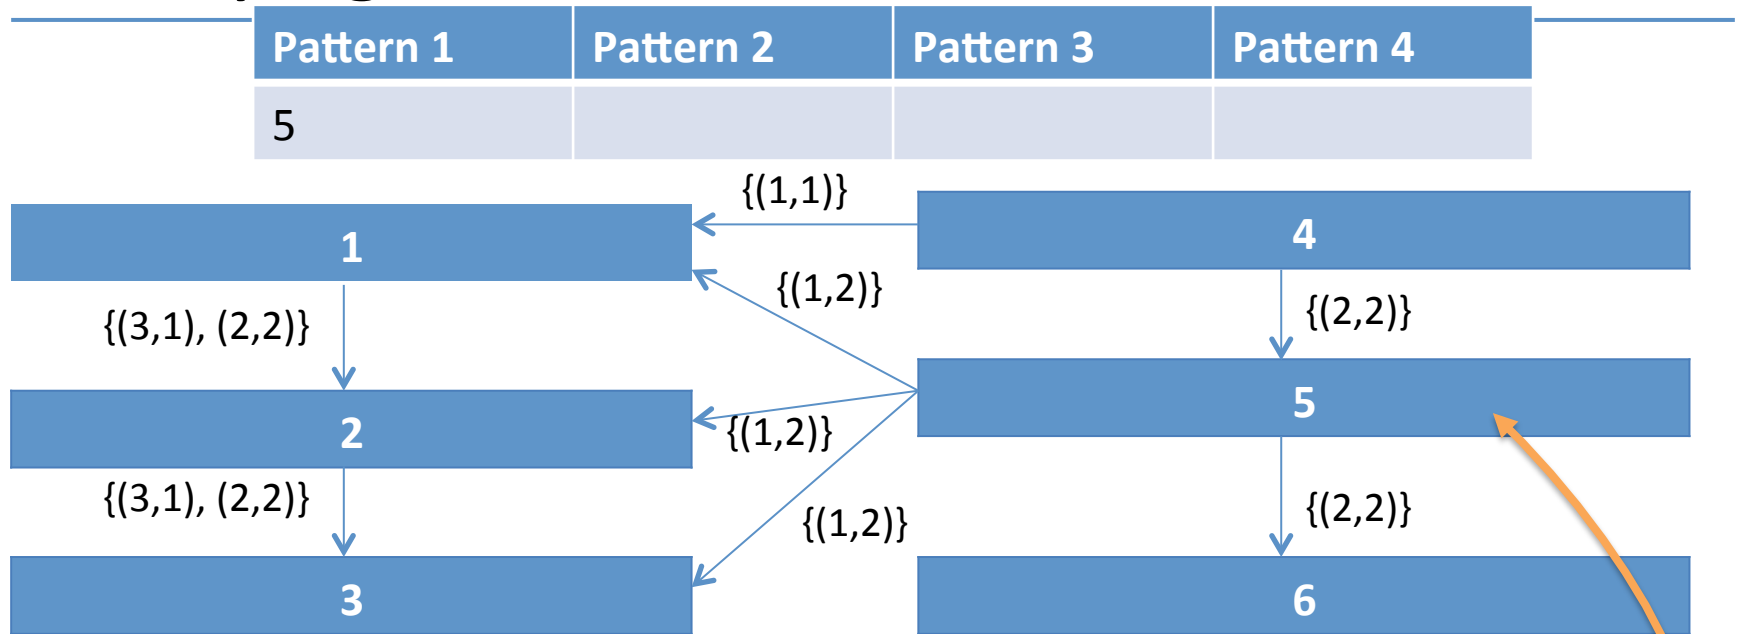 Pattern 1 Pattern 2 Pattern 3 Pattern 4
5
{(1,1)}
1 4
{(1,2)}
{(3,1), (2,2)} {(2,2)}
2 5
{(1,2)}
{(3,1), (2,2)} {(1,2)} {(2,2)}
3 6